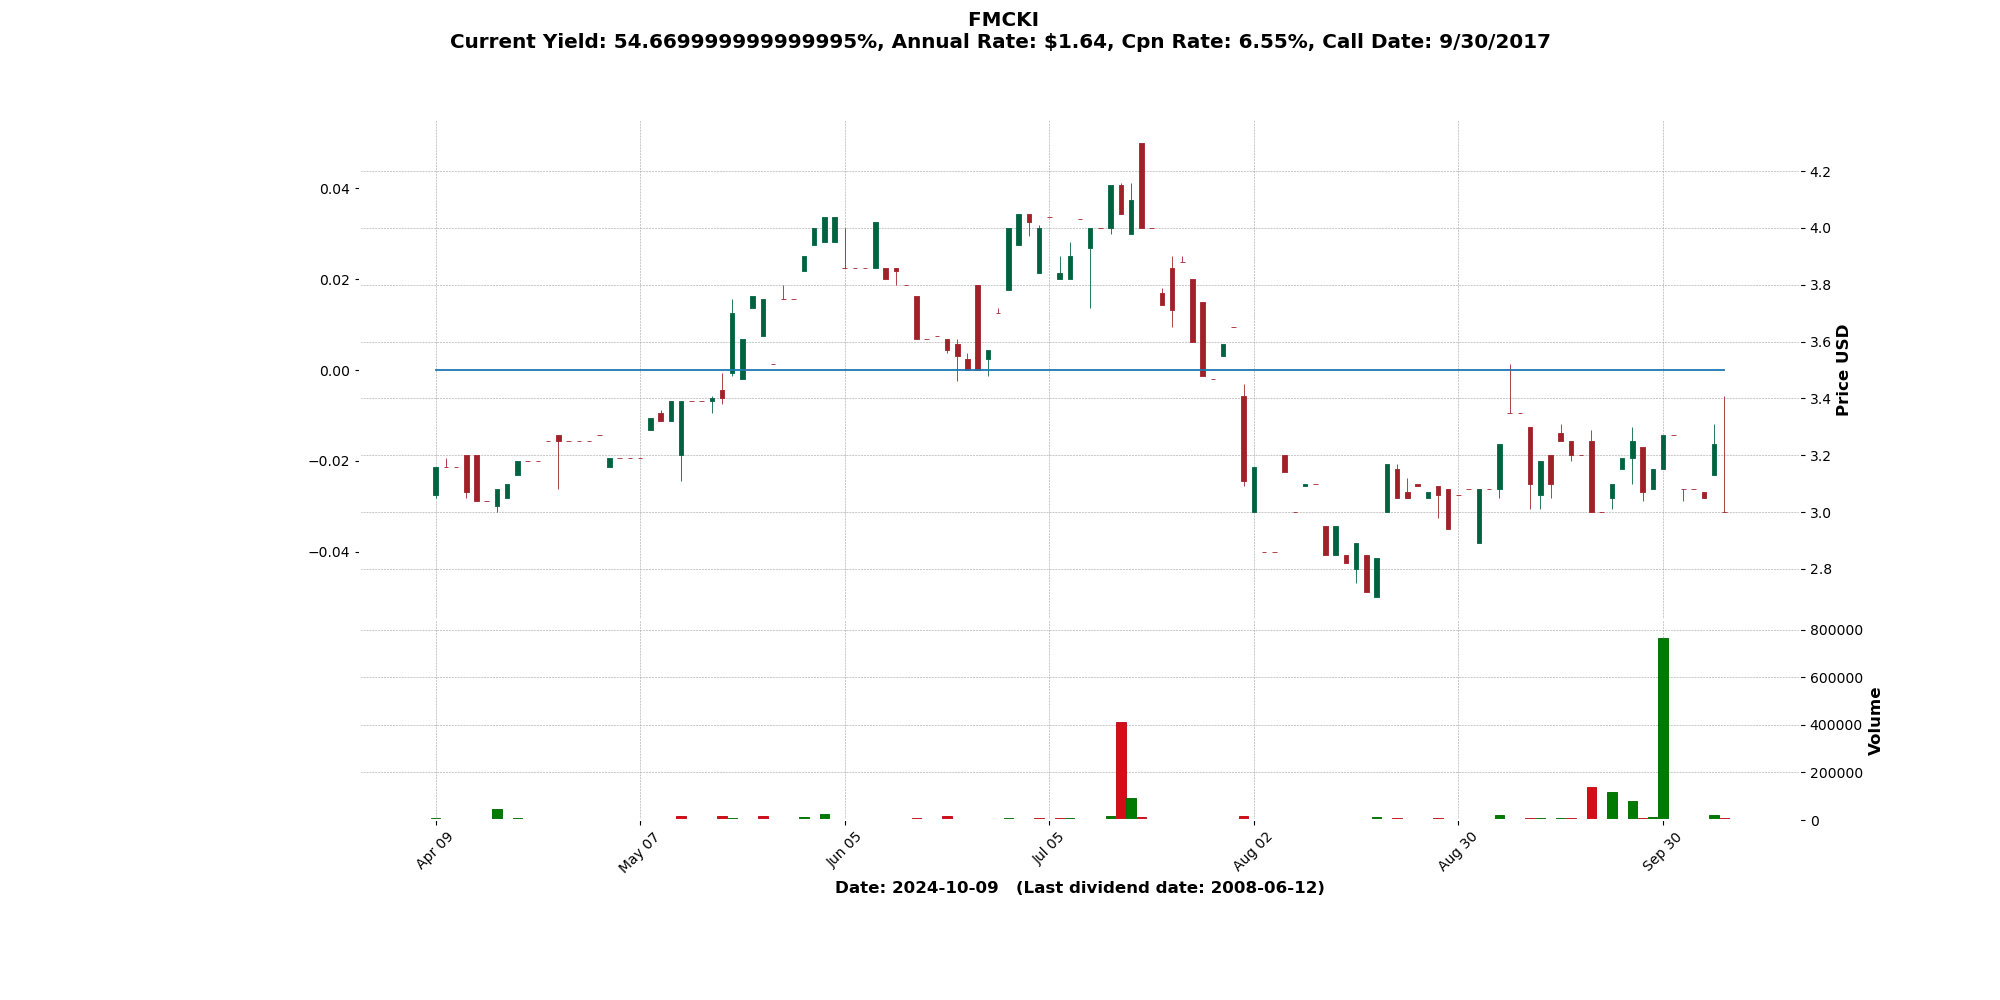 FMCKI
Current Yield: 54.669999999999995%, Annual Rate: $1.64, Cpn Rate: 6.55%, Call Date: 9/30/2017
0.04
0.02
0.00
−0.02
−0.04
4.2
4.0
3.8
3.6
3.4
3.2
3.0
2.8
Price USD
800000
600000
400000
200000
0
Volume
Apr 09
May 07
Jun 05
Jul 05
Aug 02
Aug 30
Sep 30
Date: 2024-10-09   (Last dividend date: 2008-06-12)